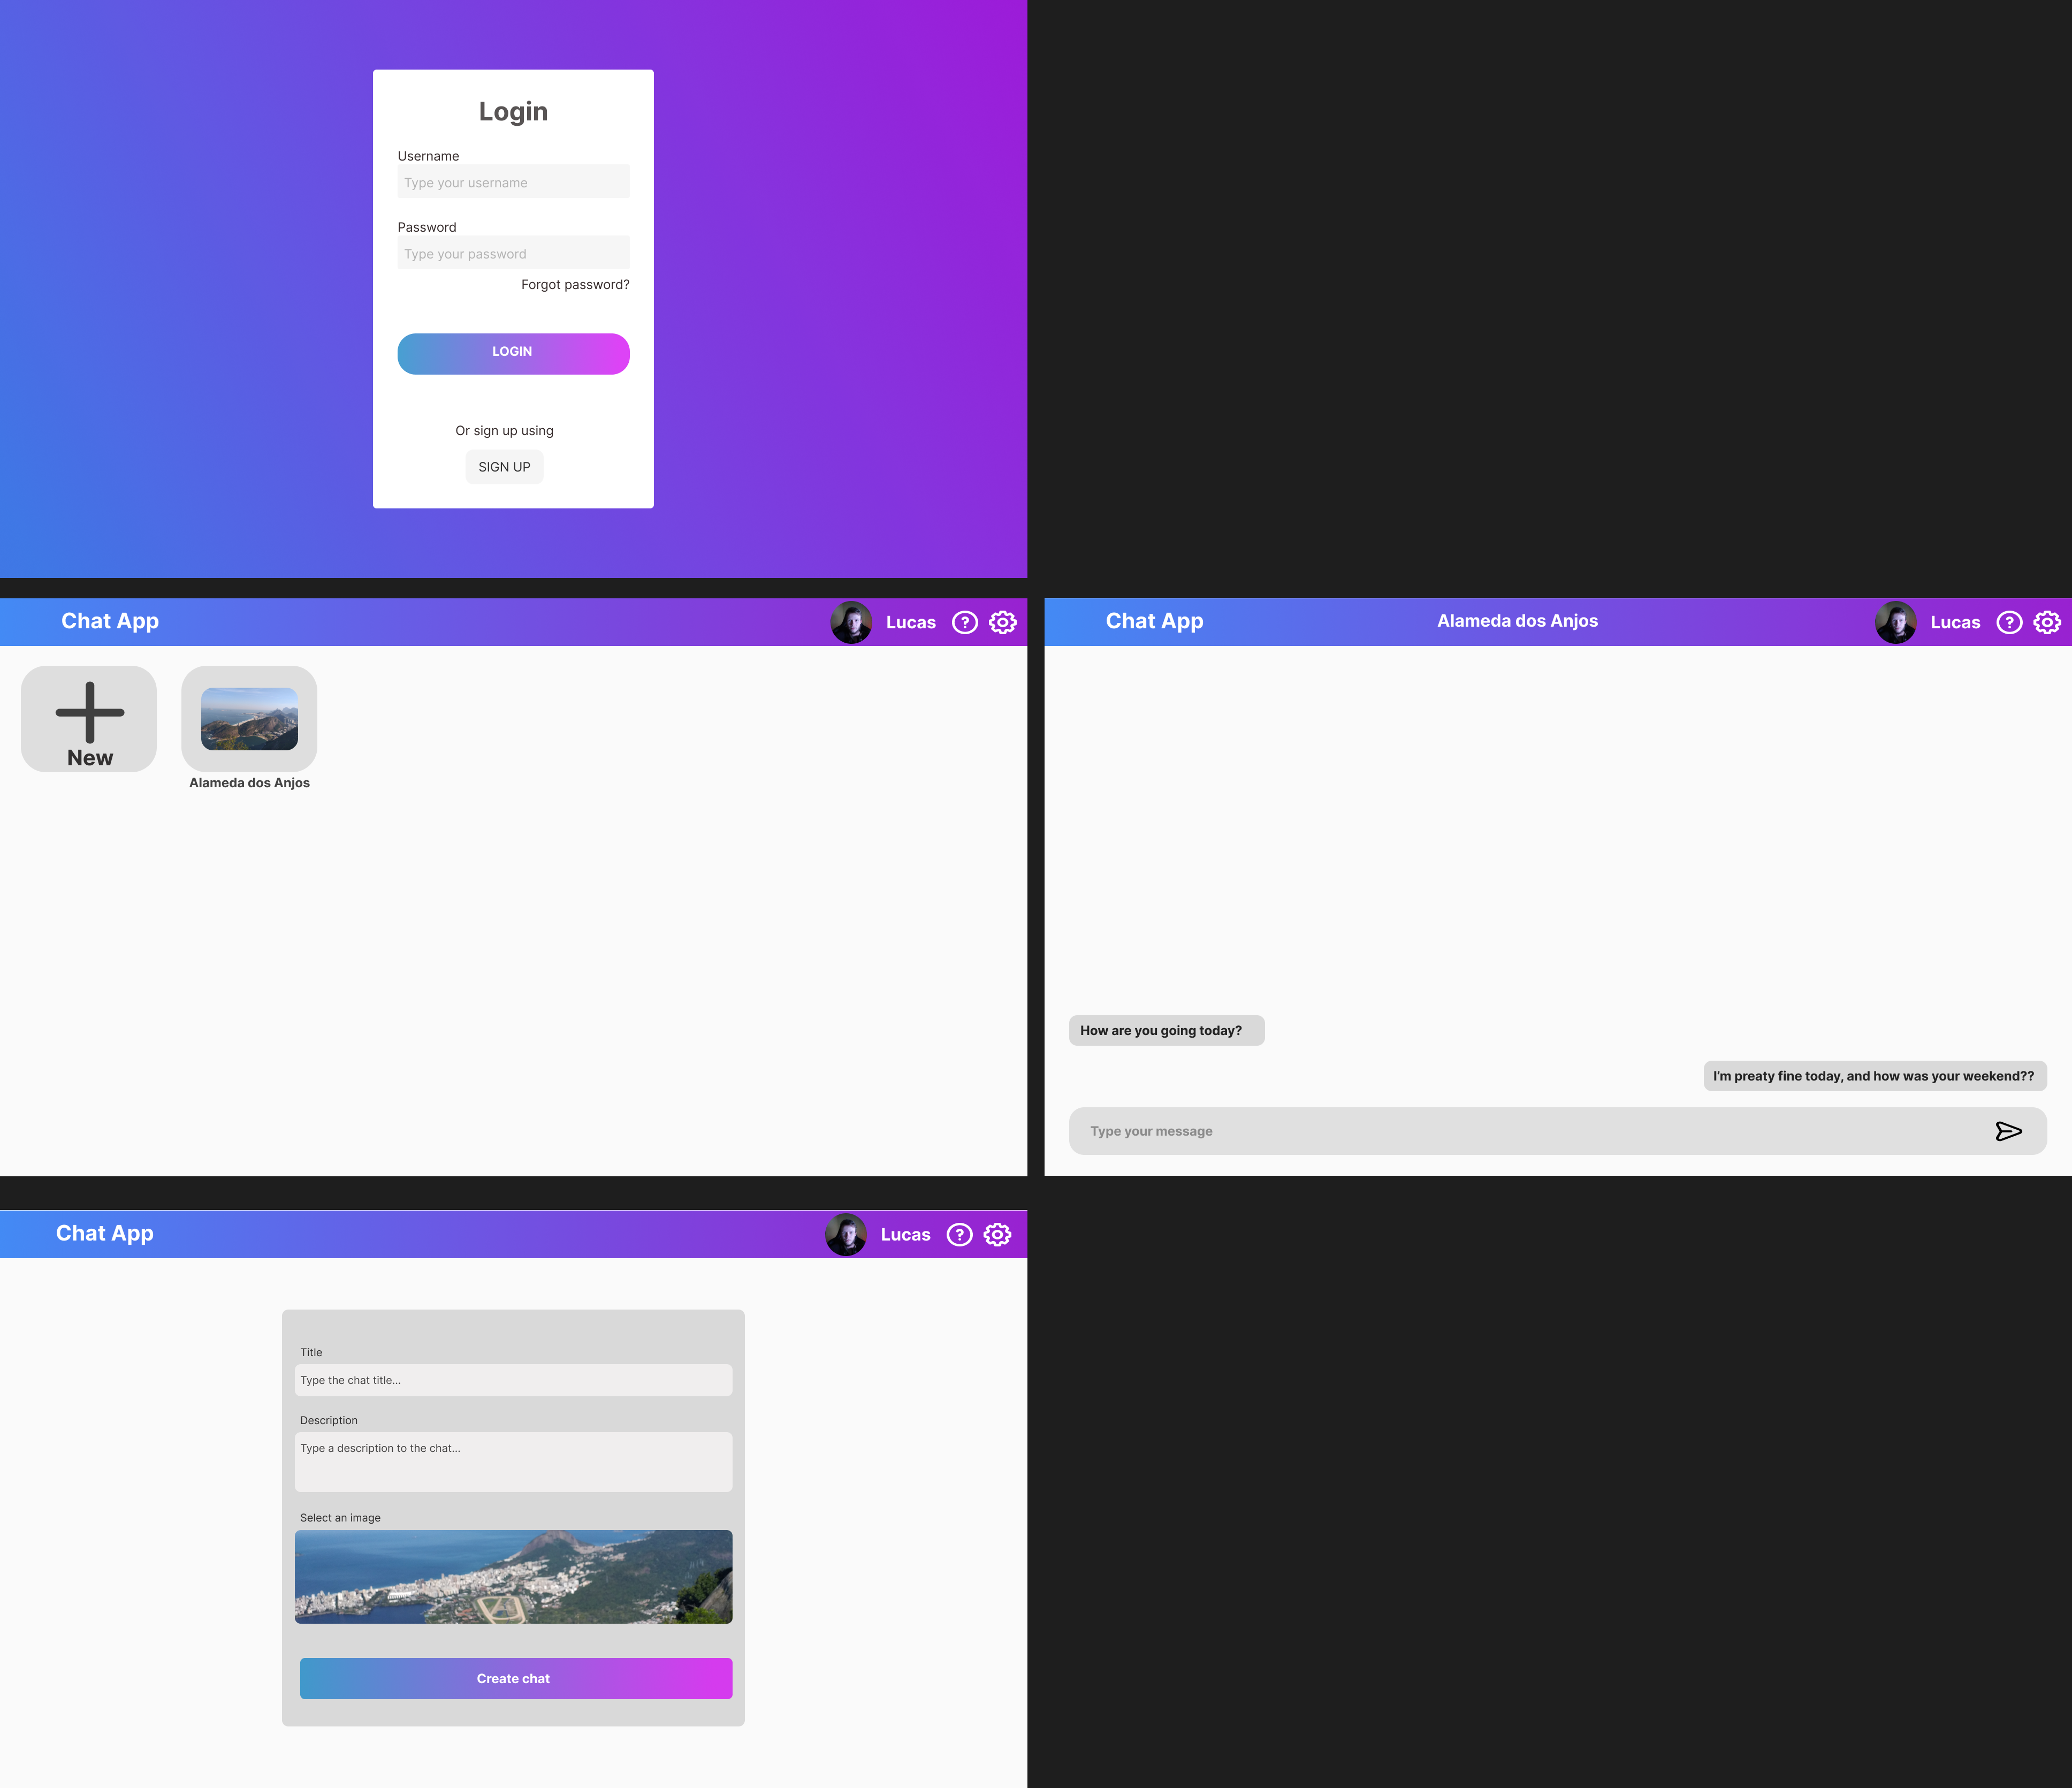 Login
Username
Type your username
Password
Type your password
Forgot password?
LOGIN
Or sign up using
SIGN UP
Chat App
Lucas
?
New
Alameda dos Anjos
Chat App
Alameda dos Anjos
Lucas
?
How are you going today?
I'm preaty fine today, and how was your weekend??
Type your message
Chat App
Lucas
?
Title
Type the chat title...
Description
Type a description to the chat...
Select an image
Create chat